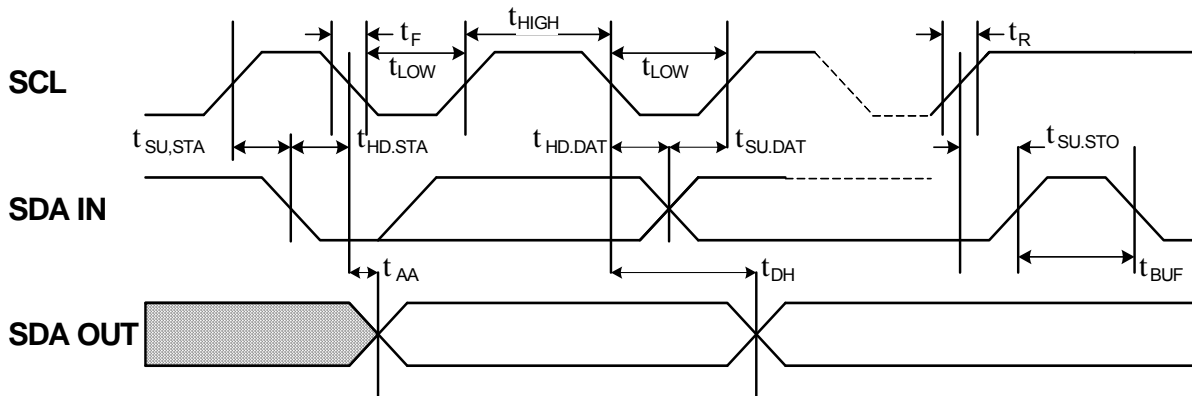 t_HIGH
t_F t_R
t_LOW t_LOW
SCL
t_SU,STA t_HD.STA t_HD.DAT t_SU.DAT t_SU.STO
SDA IN
t_AA t_DH t_BUF
SDA OUT